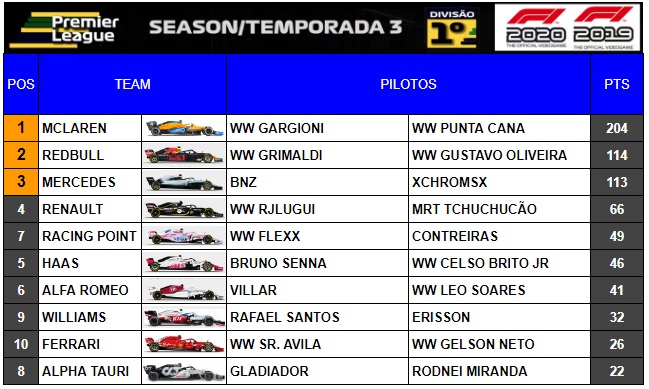 Premier
League
SEASON/TEMPORADA 3
DIVISÃO
1º
F1 F1
2020 2019
THE OFFICIAL VIDEOGAME THE OFFICIAL VIDEOGAME
POS TEAM PILOTOS PTS
1 MCLAREN WW GARGIONI WW PUNTA CANA 204
2 REDBULL WW GRIMALDI WW GUSTAVO OLIVEIRA 114
3 MERCEDES BNZ XCHROMSX 113
4 RENAULT WW RJLUGUI MRT TCHUCHUCÃO 66
7 RACING POINT WW FLEXX CONTREIRAS 49
5 HAAS BRUNO SENNA WW CELSO BRITO JR 46
6 ALFA ROMEO VILLAR WW LEO SOARES 41
9 WILLIAMS RAFAEL SANTOS ERISSON 32
10 FERRARI WW SR. AVILA WW GELSON NETO 26
8 ALPHA TAURI GLADIADOR RODNEI MIRANDA 22